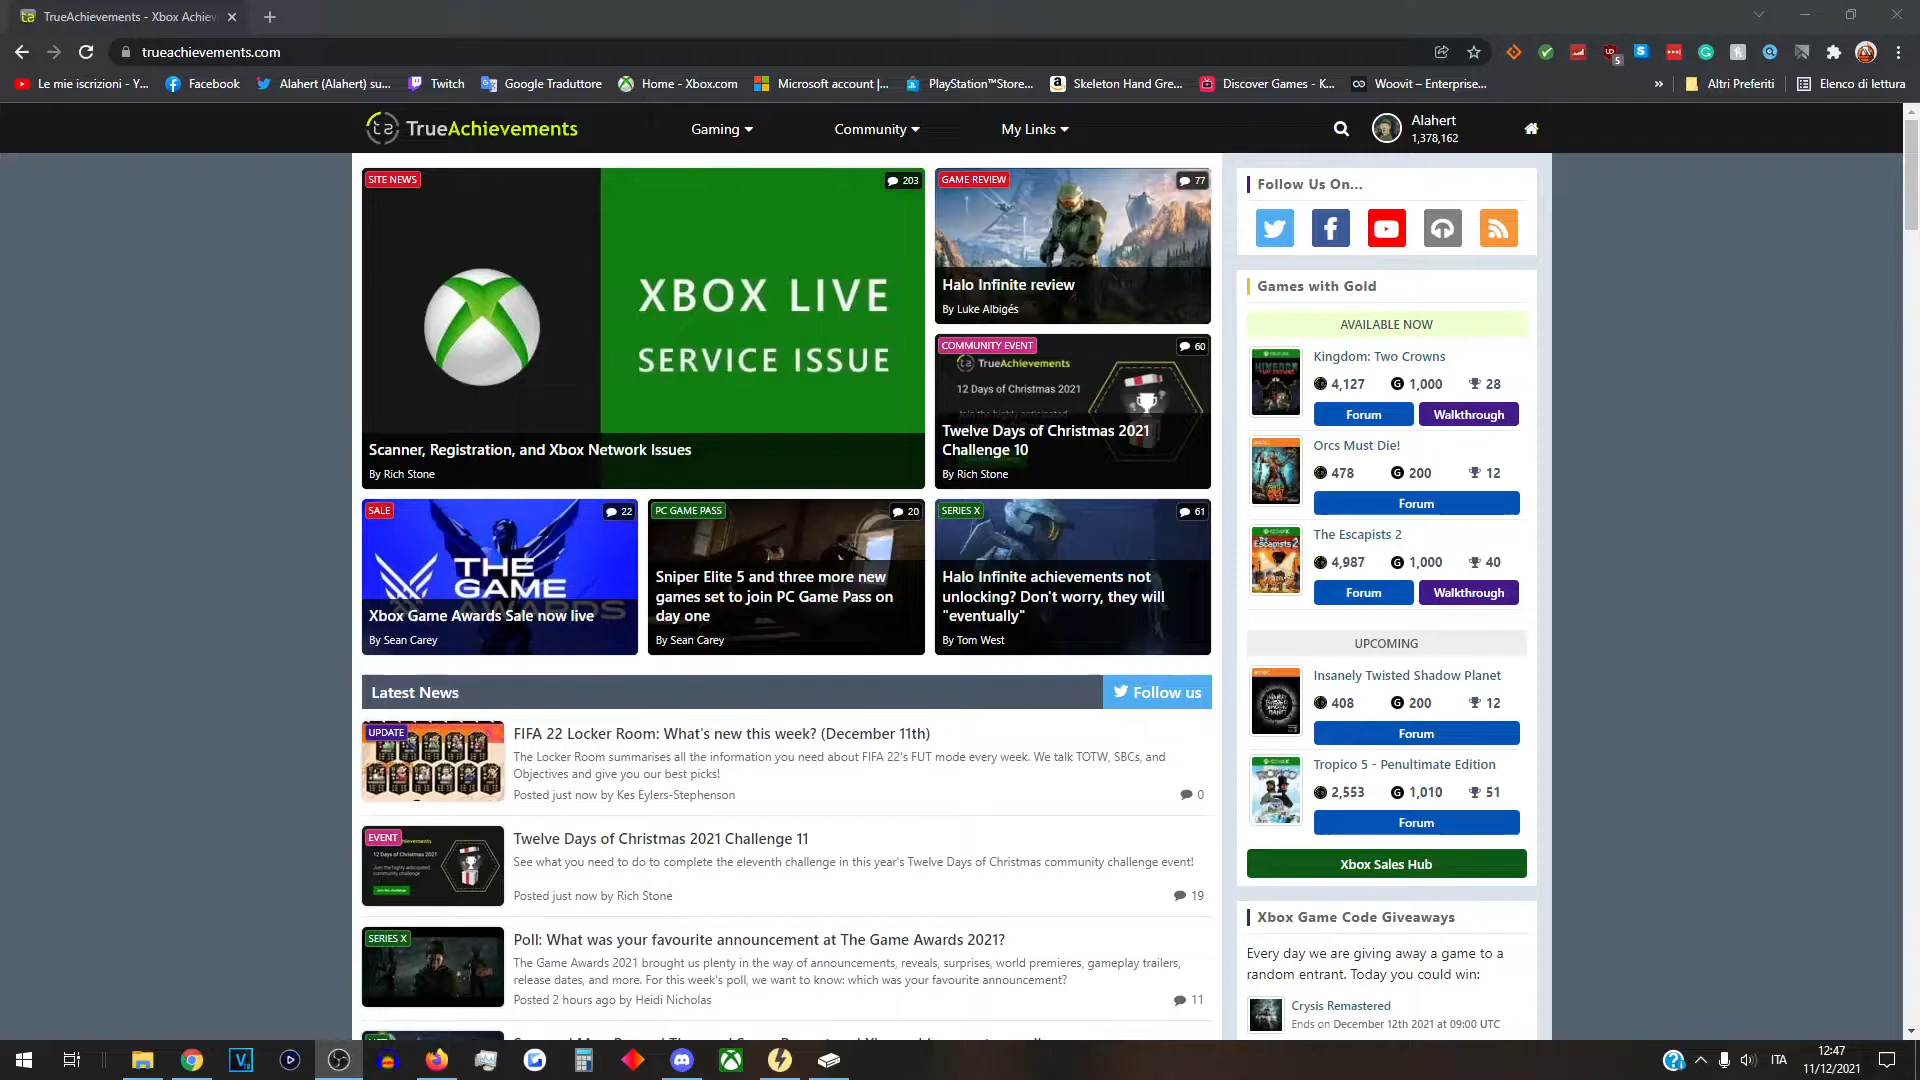 TrueAchievements - Xbox Achiev
trueachievements.com
5
Le mie iscrizioni - Y...
Facebook
Alahert (Alahert) su...
Twitch
Google Traduttore
Home - Xbox.com
Microsoft account |...
PlayStation™Store...
Skeleton Hand Gre...
Discover Games - K...
Woovit – Enterprise...
»
Altri Preferiti
Elenco di lettura
TrueAchievements
Gaming
Community
My Links
Alahert
1,378,162
SITE NEWS
203
XBOX LIVE
SERVICE ISSUE
Scanner, Registration, and Xbox Network Issues
By Rich Stone
GAME REVIEW
77
Halo Infinite review
By Luke Albigés
COMMUNITY EVENT
60
TrueAchievements
12 Days of Christmas 2021
Twelve Days of Christmas 2021
Challenge 10
By Rich Stone
SALE
22
THE
GAME
AWARDS
Xbox Game Awards Sale now live
By Sean Carey
PC GAME PASS
20
Sniper Elite 5 and three more new
games set to join PC Game Pass on
day one
By Sean Carey
SERIES X
61
Halo Infinite achievements not
unlocking? Don't worry, they will
"eventually"
By Tom West
Latest News
Follow us
UPDATE
FIFA 22 Locker Room: What's new this week? (December 11th)
The Locker Room summarises all the information you need about FIFA 22's FUT mode every week. We talk TOTW, SBCs, and
Objectives and give you our best picks!
Posted just now by Kes Eylers-Stephenson
0
EVENT
12 Days of Christmas 2021
Twelve Days of Christmas 2021 Challenge 11
See what you need to do to complete the eleventh challenge in this year's Twelve Days of Christmas community challenge event!
Posted just now by Rich Stone
19
SERIES X
Poll: What was your favourite announcement at The Game Awards 2021?
The Game Awards 2021 brought us plenty in the way of announcements, reveals, surprises, world premieres, gameplay trailers,
release dates, and more. For this week's poll, we want to know: which was your favourite announcement?
Posted 2 hours ago by Heidi Nicholas
11
Follow Us On...
Games with Gold
AVAILABLE NOW
Kingdom: Two Crowns
4,127
1,000
28
Forum
Walkthrough
Orcs Must Die!
478
200
12
Forum
The Escapists 2
4,987
1,000
40
Forum
Walkthrough
UPCOMING
Insanely Twisted Shadow Planet
408
200
12
Forum
Tropico 5 - Penultimate Edition
2,553
1,010
51
Forum
Xbox Sales Hub
Xbox Game Code Giveaways
Every day we are giving away a game to a
random entrant. Today you could win:
Crysis Remastered
Ends on December 12th 2021 at 09:00 UTC
ITA
12:47
11/12/2021